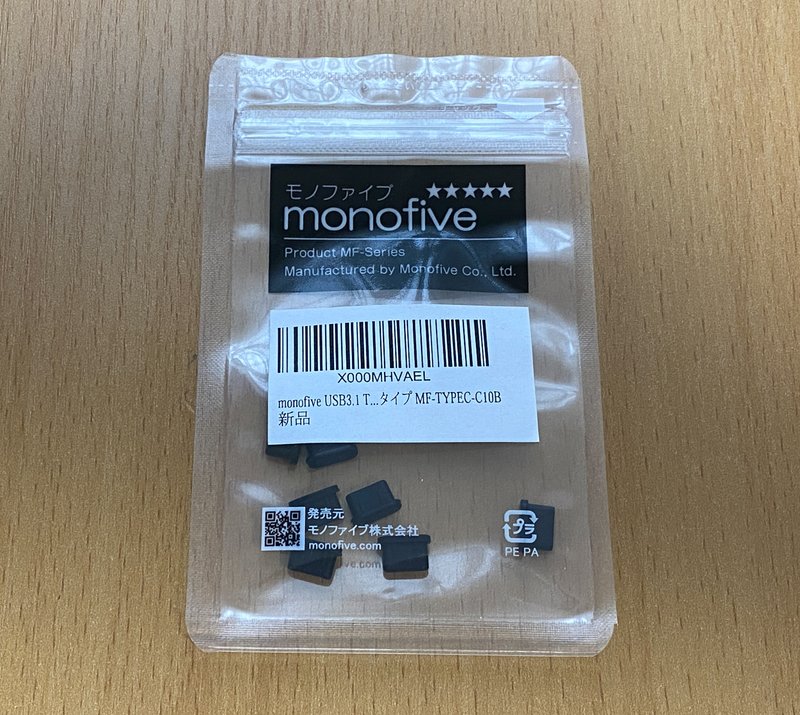 モノファイブ ★★★★★
monofive
Product MF-Series
Manufactured by Monofive Co., Ltd.
X000MHVAEL
monofive USB3.1 T...タイプ MF-TYPEC-C10B
新品
発売元
モノファイブ株式会社
monofive.com
ve.com
プラ
PE PA